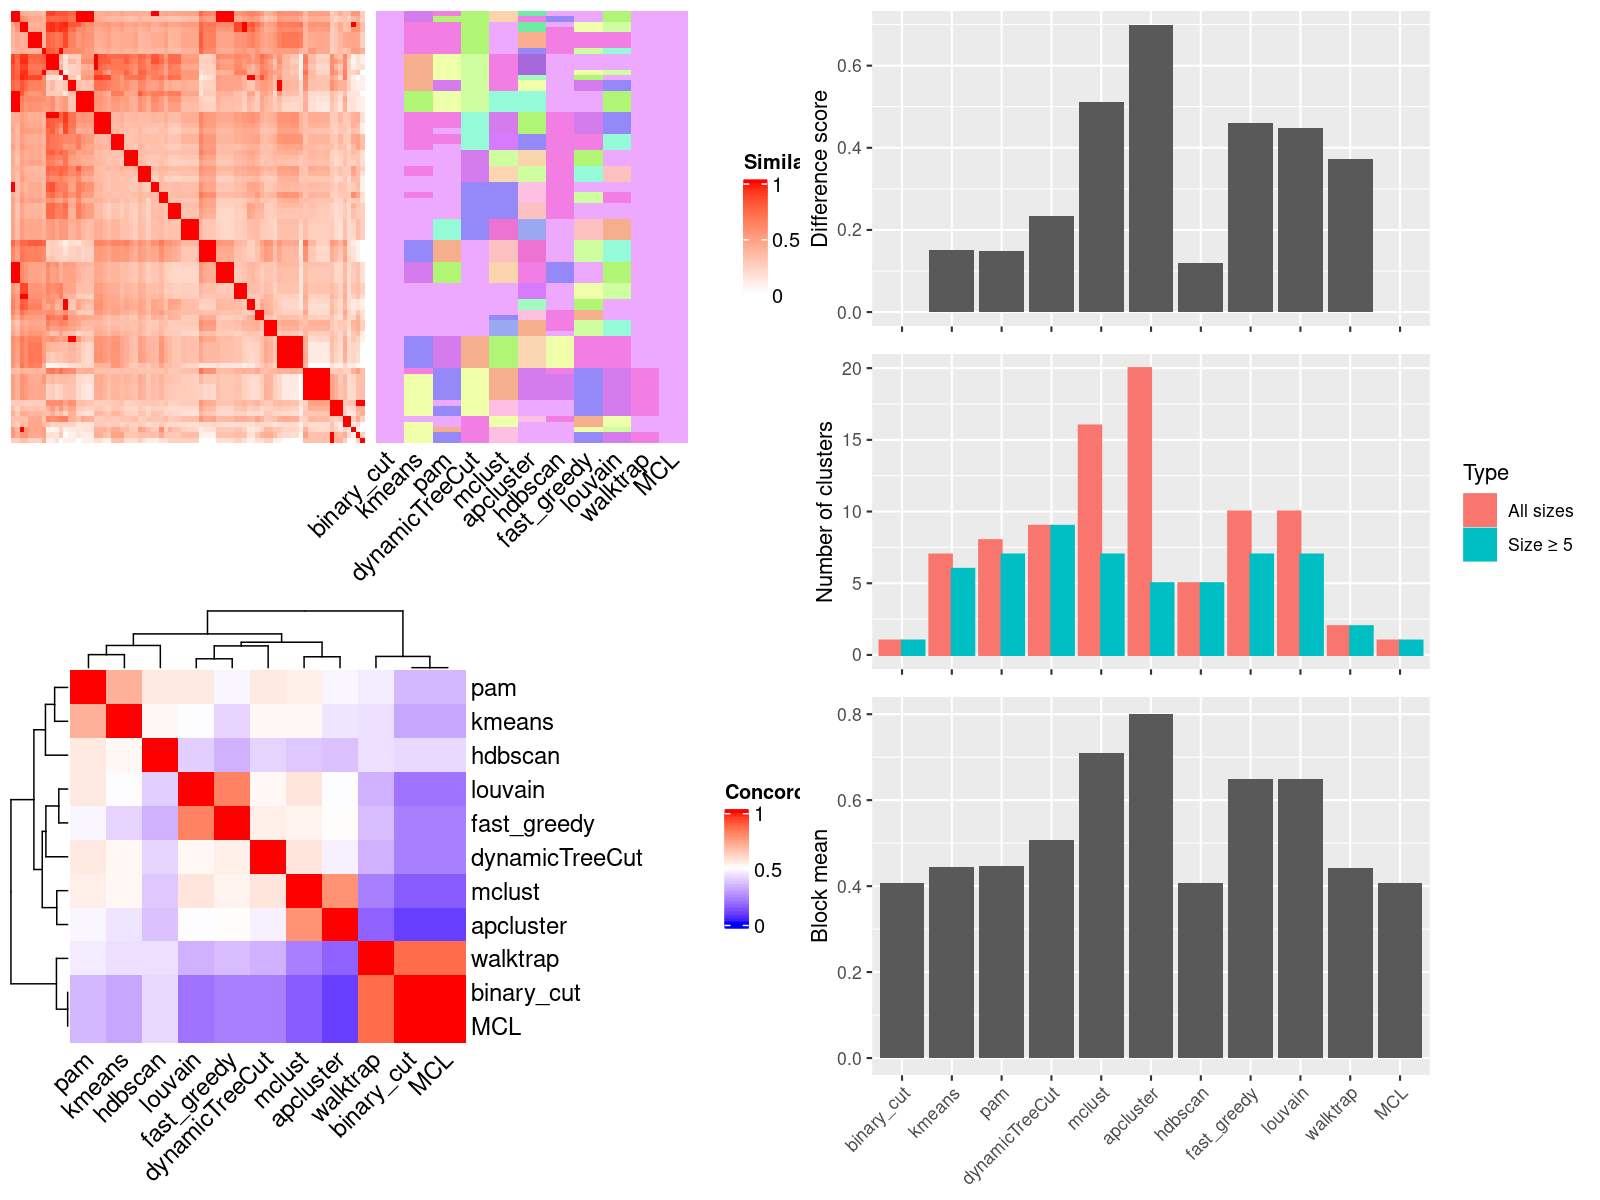 Simila
1
0.5
0
binary_cut
kmeans
pam
dynamicTreeCut
mclust
apcluster
hdbscan
fast_greedy
louvain
walktrap
MCL
pam
kmeans
hdbscan
louvain
fast_greedy
dynamicTreeCut
mclust
apcluster
walktrap
binary_cut
MCL
pam
kmeans
hdbscan
louvain
fast_greedy
dynamicTreeCut
mclust
apcluster
walktrap
binary_cut
MCL
Concord
1
0.5
0
Difference score
0.6
0.4
0.2
0.0
Number of clusters
20
15
10
5
0
Type
All sizes
Size ≥ 5
Block mean
0.8
0.6
0.4
0.2
0.0
binary_cut
kmeans
pam
dynamicTreeCut
mclust
apcluster
hdbscan
fast_greedy
louvain
walktrap
MCL